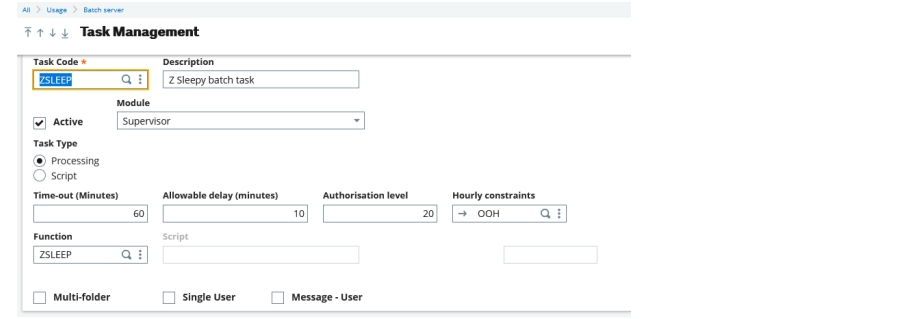 All > Usage > Batch server
Task Management
Task Code * Description
ZSLEEP Z Sleepy batch task
Module
Active Supervisor
Task Type
Processing
Script
Time-out (Minutes) Allowable delay (minutes) Authorisation level Hourly constraints
60 10 20 OOH
Function Script
ZSLEEP
Multi-folder Single User Message - User